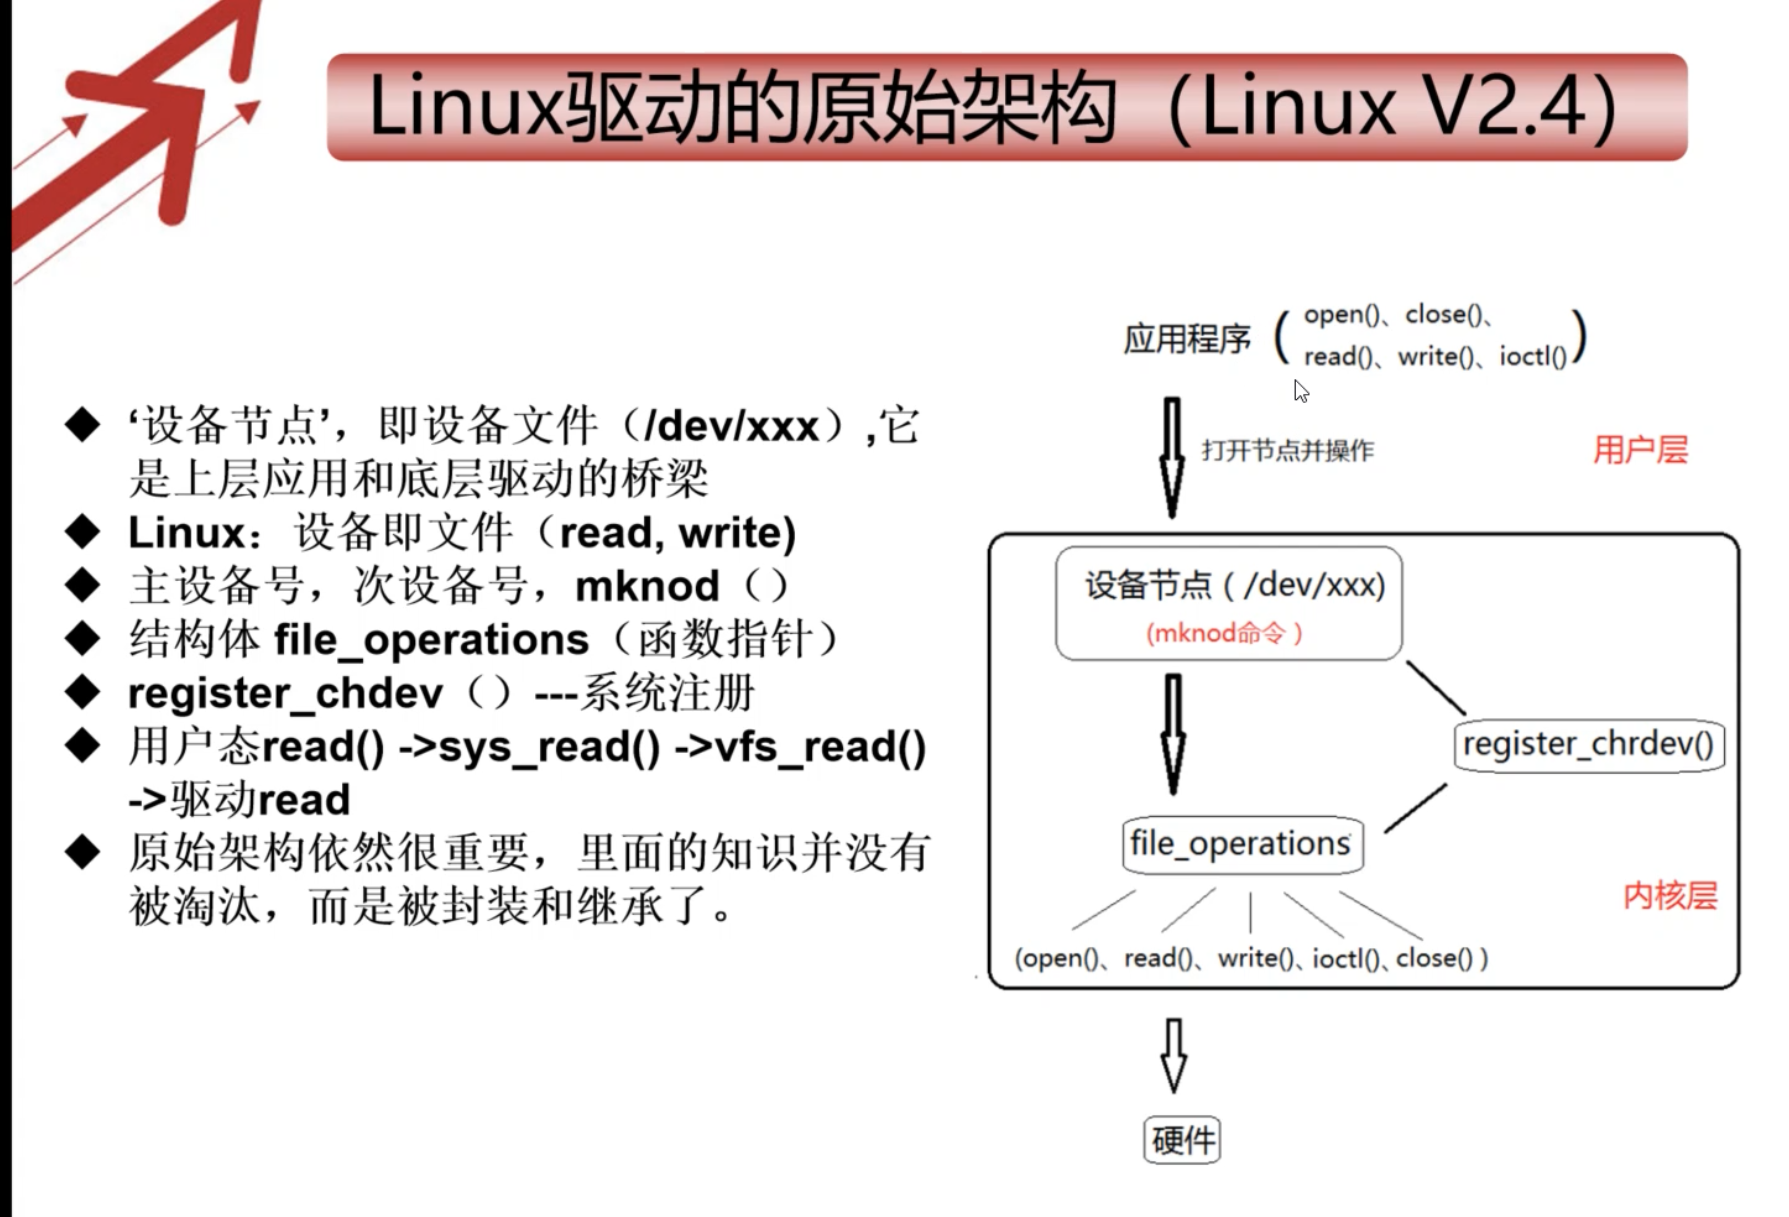 Linux驱动的原始架构（Linux V2.4）
‘设备节点’，即设备文件（/dev/xxx）,它
是上层应用和底层驱动的桥梁
Linux：设备即文件（read, write)
主设备号，次设备号，mknod（）
结构体 file_operations（函数指针）
register_chdev（）---系统注册
用户态read() ->sys_read() ->vfs_read()
->驱动read
原始架构依然很重要，里面的知识并没有
被淘汰，而是被封装和继承了。
应用程序（
open()、close()、
read()、write()、ioctl()
）
打开节点并操作
用户层
设备节点（ /dev/xxx)
(mknod命令 )
register_chrdev()
file_operations
内核层
(open()、read()、write()、ioctl()、close() )
硬件